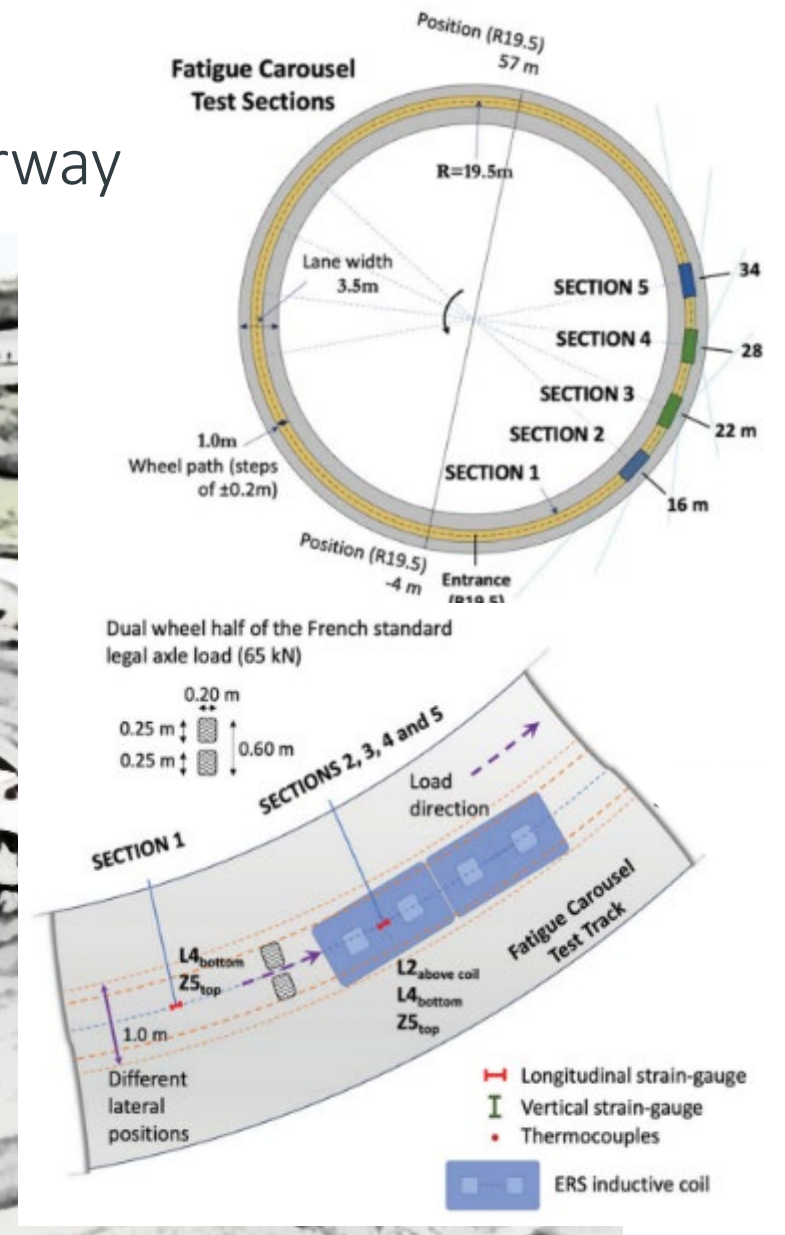 rway
Fatigue Carousel
Test Sections
Position (R19.5)
57 m
R=19.5m
Lane width
3.5m
SECTION 5
34
SECTION 4
28
SECTION 3
22 m
SECTION 2
16 m
SECTION 1
1.0m
Wheel path (steps
of ±0.2m)
Position (R19.5)
-4 m
Entrance
(R19.5)
Dual wheel half of the French standard
legal axle load (65 kN)
0.20 m
0.25 m
0.25 m
0.60 m
SECTIONS 2, 3, 4 and 5
Load
direction
SECTION 1
Fatigue Carousel
Test Track
L4bottom
Z5top
L2above coil
L4bottom
Z5top
1.0 m
Different
lateral
positions
Longitudinal strain-gauge
Vertical strain-gauge
Thermocouples
ERS inductive coil